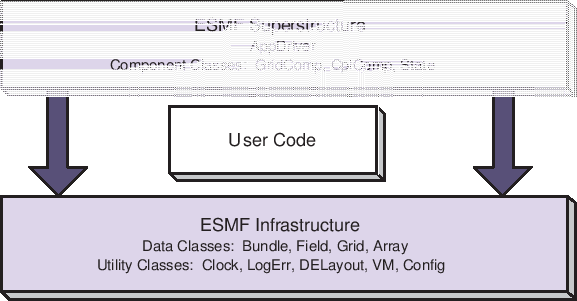 ESMF Superstructure
AppDriver
Component Classes: GridComp, CplComp, State
User Code
ESMF Infrastructure
Data Classes: Bundle, Field, Grid, Array
Utility Classes: Clock, LogErr, DELayout, VM, Config